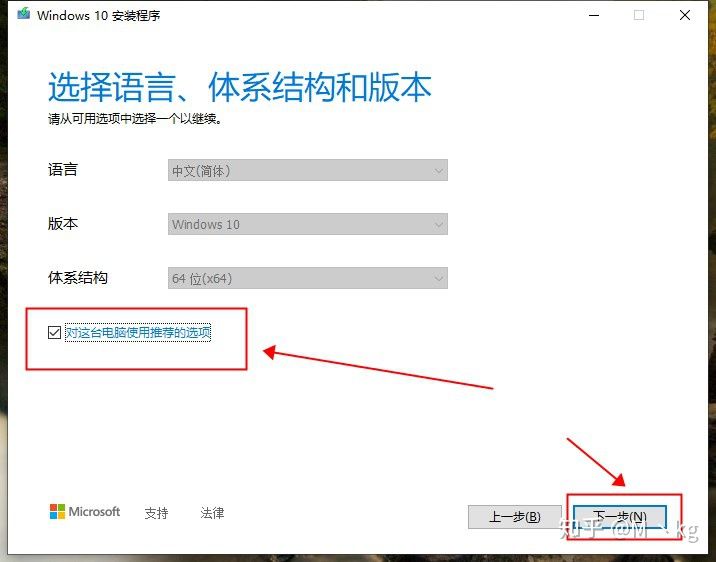 Windows 10 安装程序
选择语言、体系结构和版本
请从可用选项中选择一个以继续。
语言 中文(简体)
版本 Windows 10
体系结构 64 位(x64)
对这台电脑使用推荐的选项
Microsoft 支持 法律 上一步(B) 下一步(N)
知乎 @M丶kg